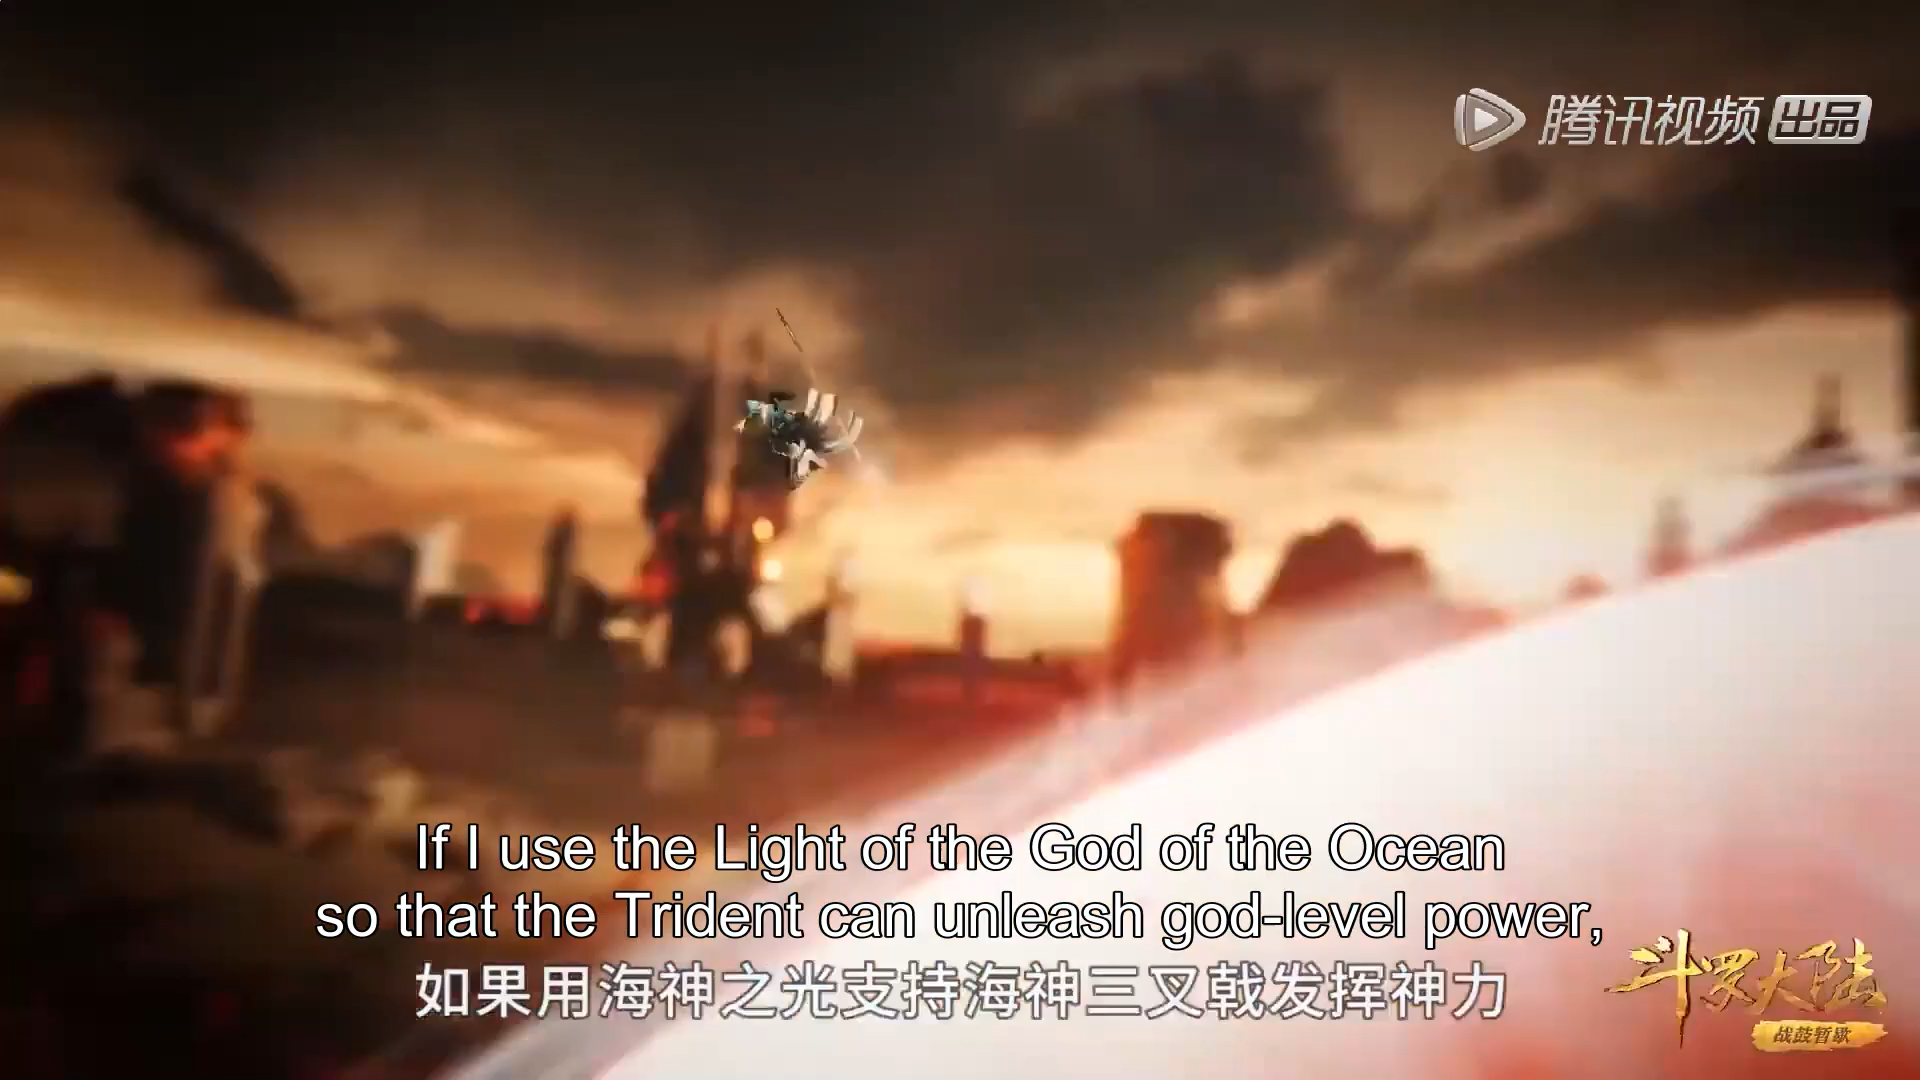 腾讯视频 出品
If I use the Light of the God of the Ocean
so that the Trident can unleash god-level power,
如果用海神之光支持海神三叉戟发挥神力
斗罗大陆
战鼓暂歇